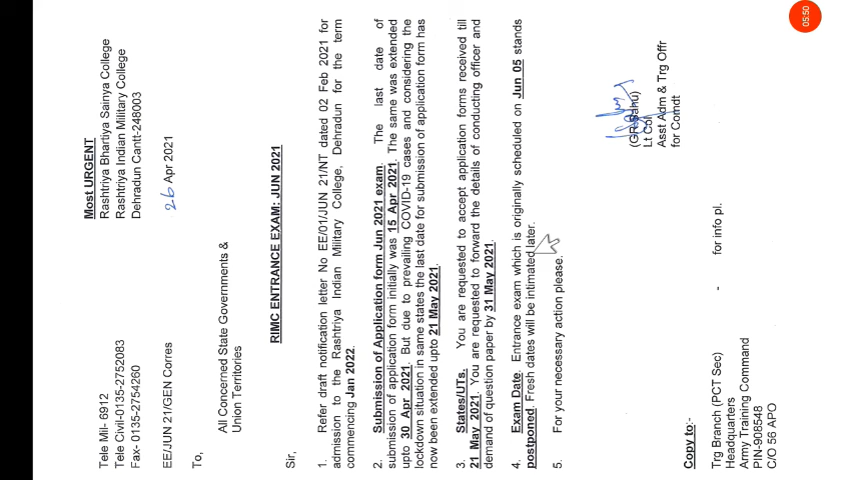 05:50
Most URGENT
Tele Mil- 6912
Rashtriya Bhartiya Sainya College
Tele Civil-0135-2752083
Rashtriya Indian Military College
Fax- 0135-2754260
Dehradun Cantt-248003
EE/JUN 21/GEN Corres
26 Apr 2021
To,
All Concerned State Governments &
Union Territories
RIMC ENTRANCE EXAM: JUN 2021
Sir,
1. Refer draft notification letter No EE/01/JUN 21/NT dated 02 Feb 2021 for
admission to the Rashtriya Indian Military College, Dehradun for the term
commencing Jan 2022.
2. Submission of Application form Jun 2021 exam. The last date of
submission of application form initially was 15 Apr 2021. The same was extended
upto 30 Apr 2021. But due to prevailing COVID-19 cases and considering the
lockdown situation in same states the last date for submission of application form has
now been extended upto 21 May 2021.
3. States/UTs. You are requested to accept application forms received till
21 May 2021. You are requested to forward the details of conducting officer and
demand of question paper by 31 May 2021.
4. Exam Date. Entrance exam which is originally scheduled on Jun 05 stands
postponed. Fresh dates will be intimated later.
5. For your necessary action please.
(GR Sahu)
Lt Col
Asst Adm & Trg Offr
for Comdt
Copy to:-
Trg Branch (PCT Sec) - for info pl.
Headquarters
Army Training Command
PIN-908548
C/O 56 APO